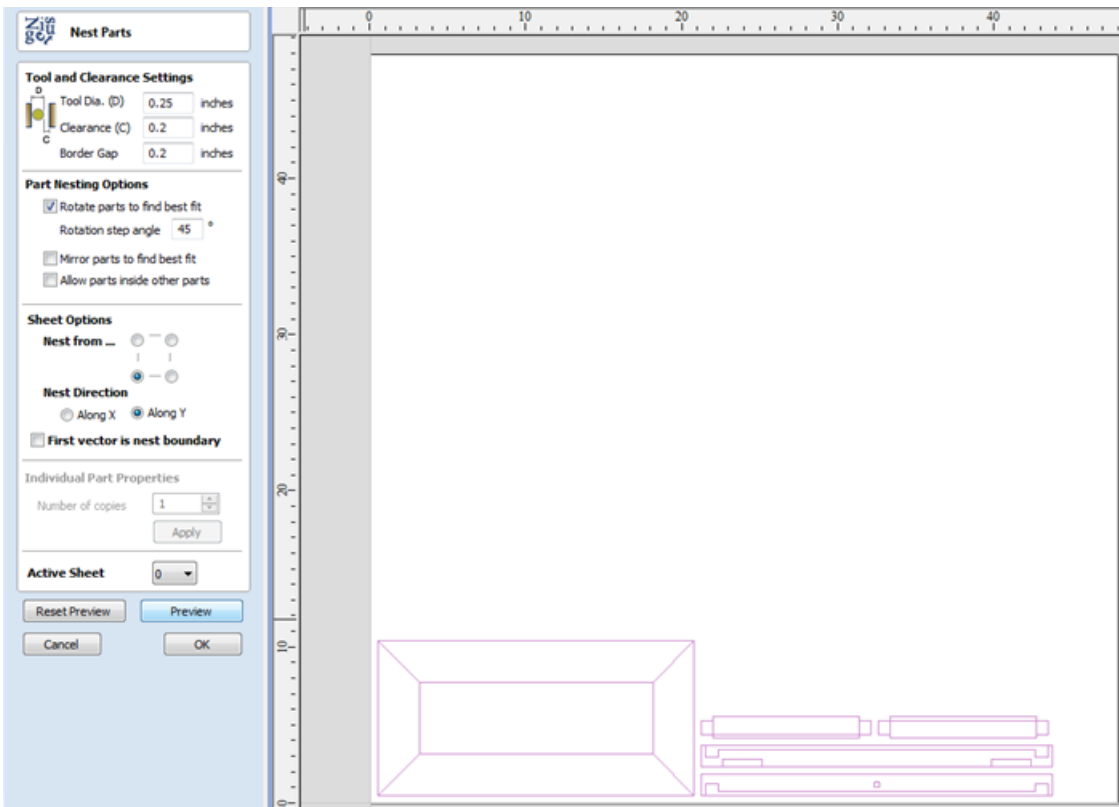 Nest Parts
Tool and Clearance Settings
D
Tool Dia. (D) 0.25 inches
Clearance (C) 0.2 inches
C
Border Gap 0.2 inches
Part Nesting Options
Rotate parts to find best fit
Rotation step angle 45 °
Mirror parts to find best fit
Allow parts inside other parts
Sheet Options
Nest from ...
Nest Direction
Along X Along Y
First vector is nest boundary
Individual Part Properties
Number of copies 1
Apply
Active Sheet 0
Reset Preview Preview
Cancel OK
0 10 20 30 40
40
30
20
10
0